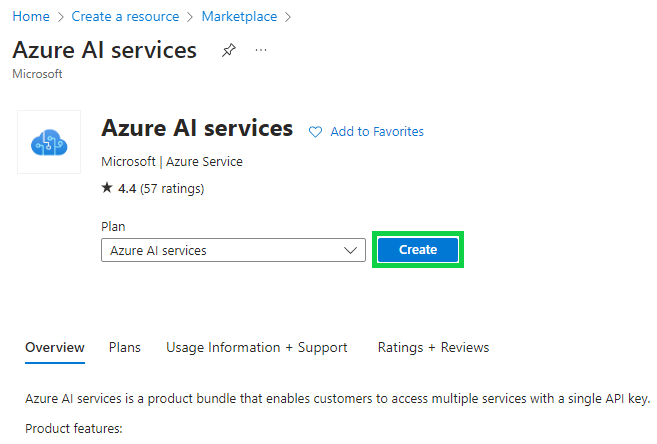 Home > Create a resource > Marketplace >
Azure AI services ...
Microsoft
Azure AI services Add to Favorites
Microsoft | Azure Service
★ 4.4 (57 ratings)
Plan
Azure AI services Create
Overview Plans Usage Information + Support Ratings + Reviews
Azure AI services is a product bundle that enables customers to access multiple services with a single API key.
Product features: